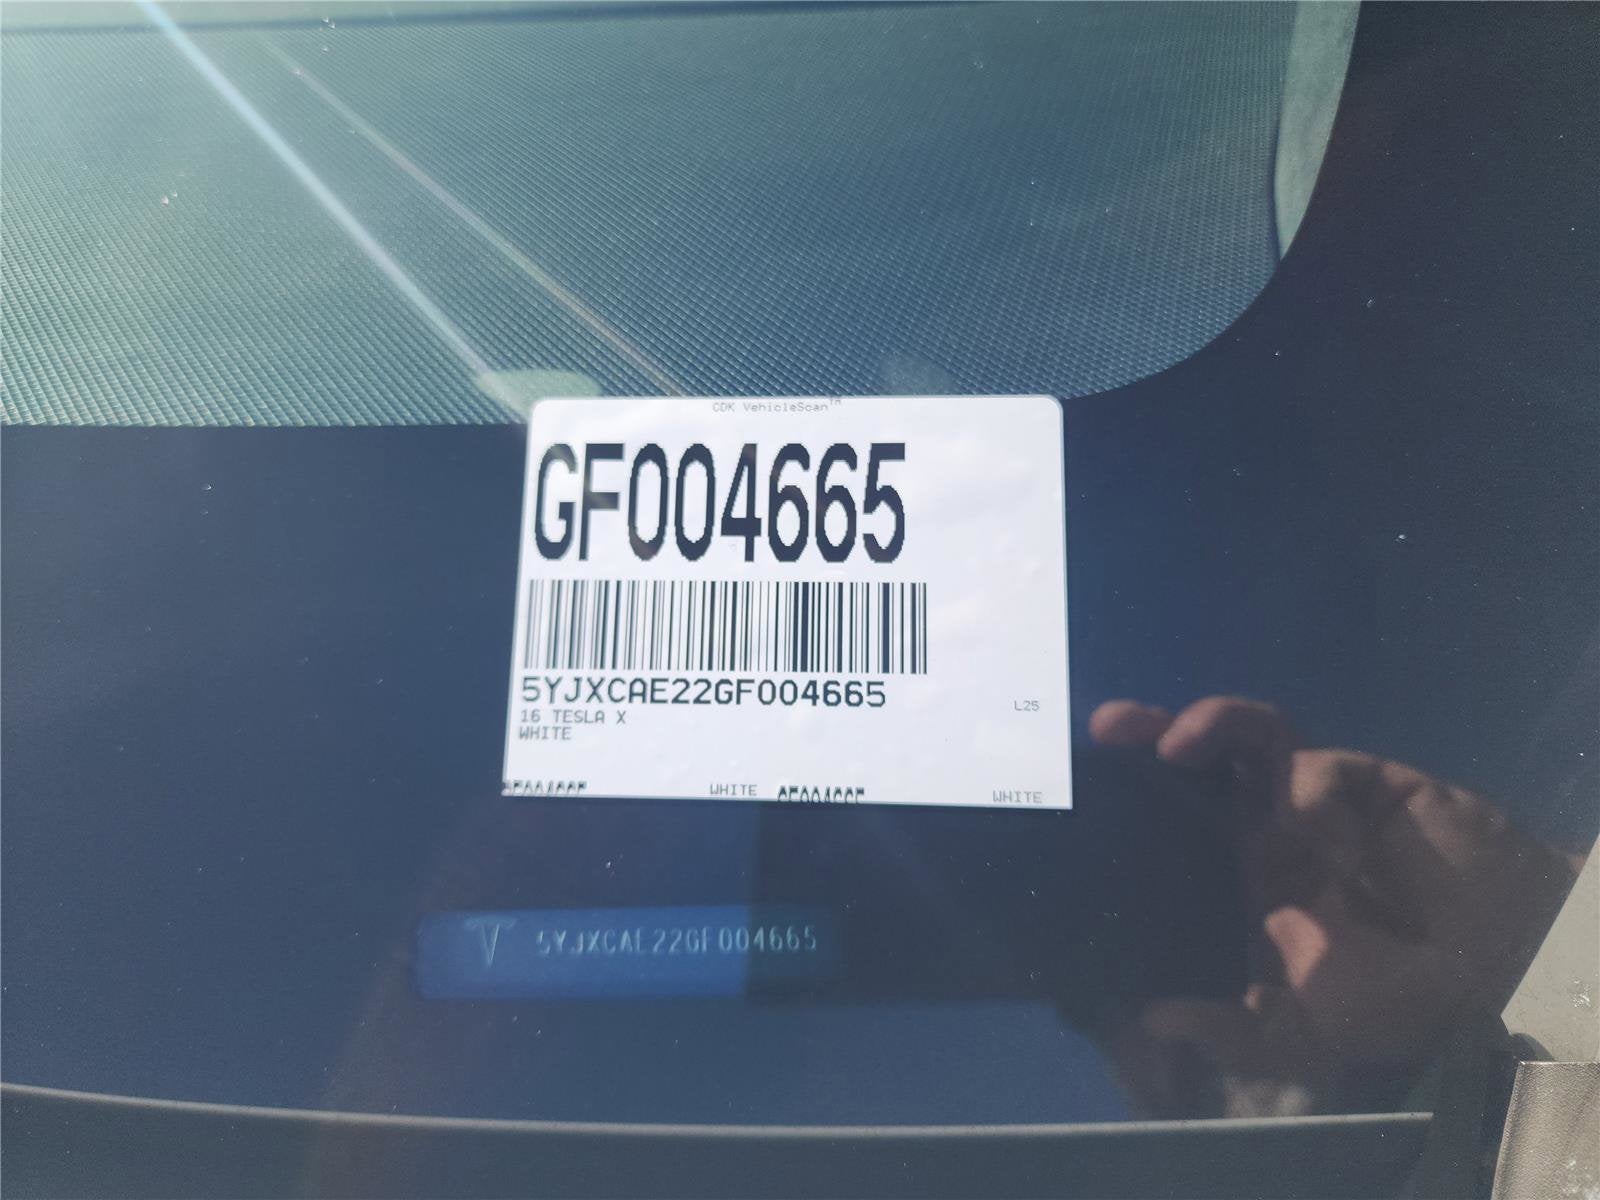 CDK VehicleScan™
GF004665
5YJXCAE22GF004665
16 TESLA X
L25
WHITE
WHITE
WHITE
5YJXCAE22GF004665